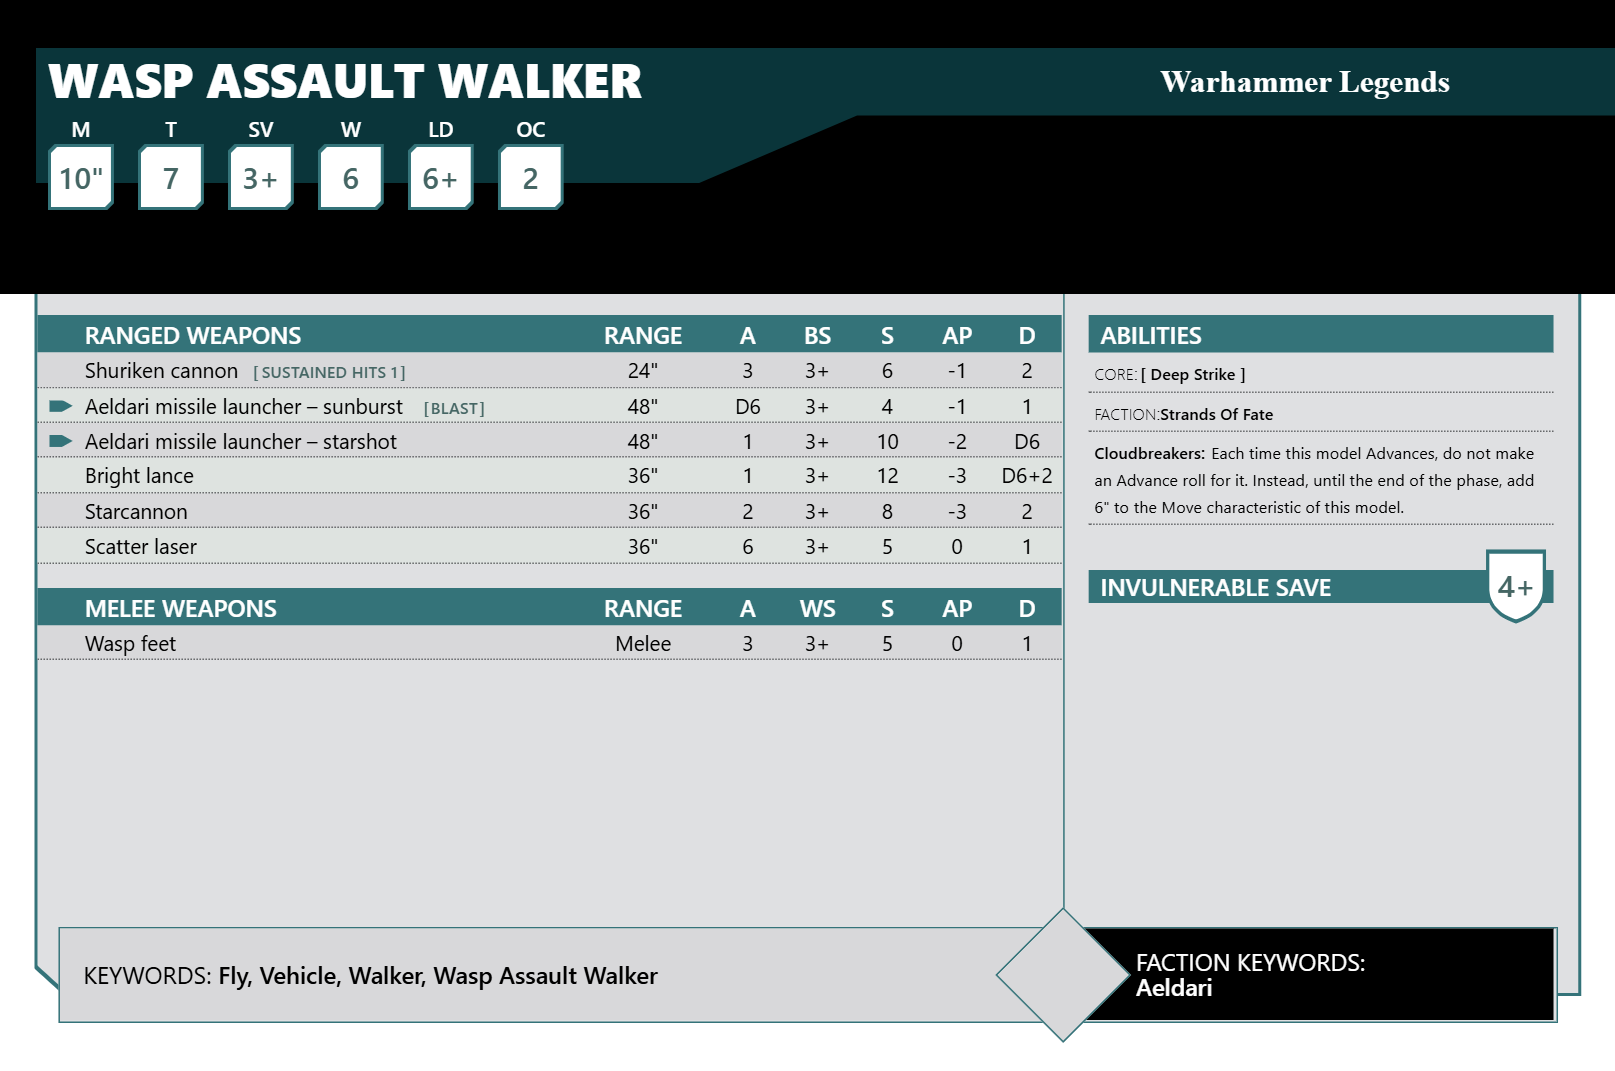 WASP ASSAULT WALKER
Warhammer Legends
M T SV W LD OC
10" 7 3+ 6 6+ 2
RANGED WEAPONS RANGE A BS S AP D
Shuriken cannon [ SUSTAINED HITS 1 ] 24" 3 3+ 6 -1 2
Aeldari missile launcher – sunburst [BLAST] 48" D6 3+ 4 -1 1
Aeldari missile launcher – starshot 48" 1 3+ 10 -2 D6
Bright lance 36" 1 3+ 12 -3 D6+2
Starcannon 36" 2 3+ 8 -3 2
Scatter laser 36" 6 3+ 5 0 1
MELEE WEAPONS RANGE A WS S AP D
Wasp feet Melee 3 3+ 5 0 1
ABILITIES
CORE: [ Deep Strike ]
FACTION:Strands Of Fate
Cloudbreakers: Each time this model Advances, do not make
an Advance roll for it. Instead, until the end of the phase, add
6" to the Move characteristic of this model.
INVULNERABLE SAVE 4+
KEYWORDS: Fly, Vehicle, Walker, Wasp Assault Walker
FACTION KEYWORDS:
Aeldari